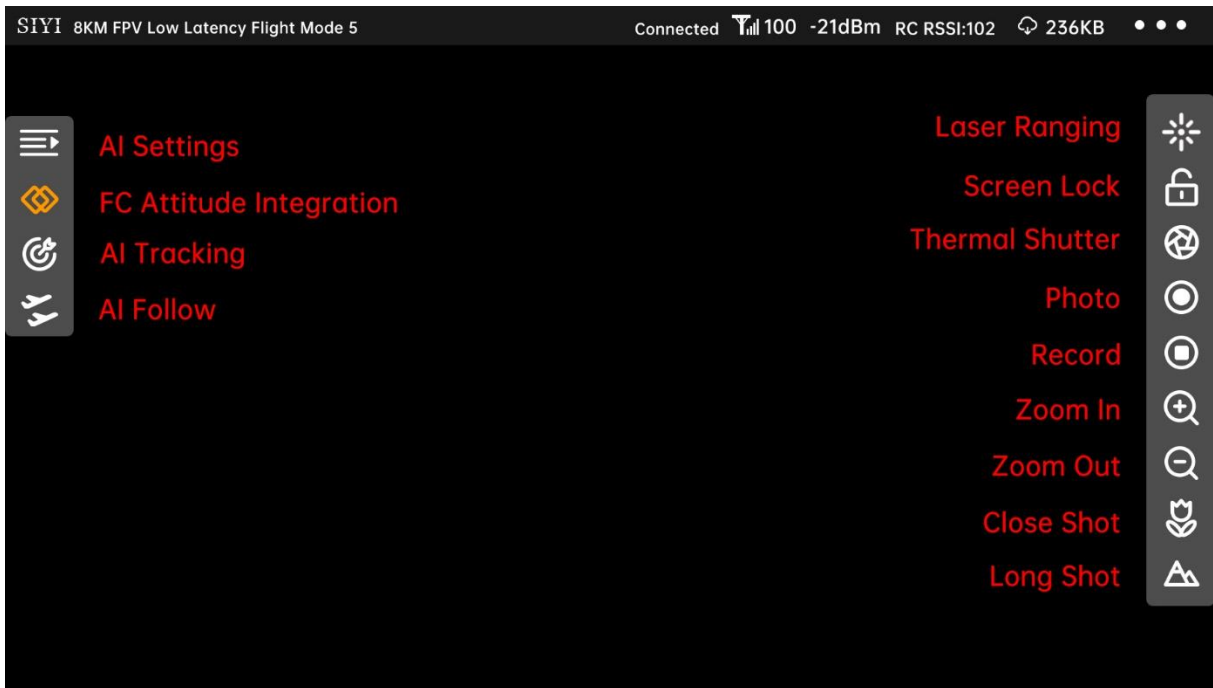 SIYI 8KM FPV Low Latency Flight Mode 5 Connected 100 -21dBm RC RSSI:102 236KB
AI Settings
FC Attitude Integration
AI Tracking
AI Follow
Laser Ranging
Screen Lock
Thermal Shutter
Photo
Record
Zoom In
Zoom Out
Close Shot
Long Shot